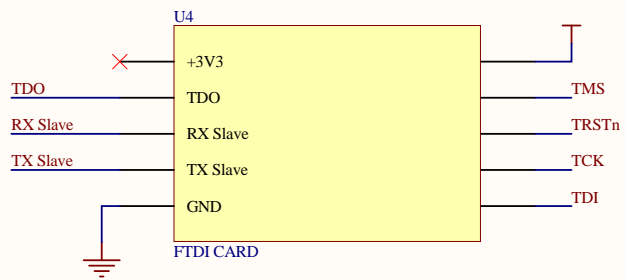 U4
+3V3
TDO TDO TMS
RX Slave RX Slave TRSTn
TX Slave TX Slave TCK
GND TDI
FTDI CARD